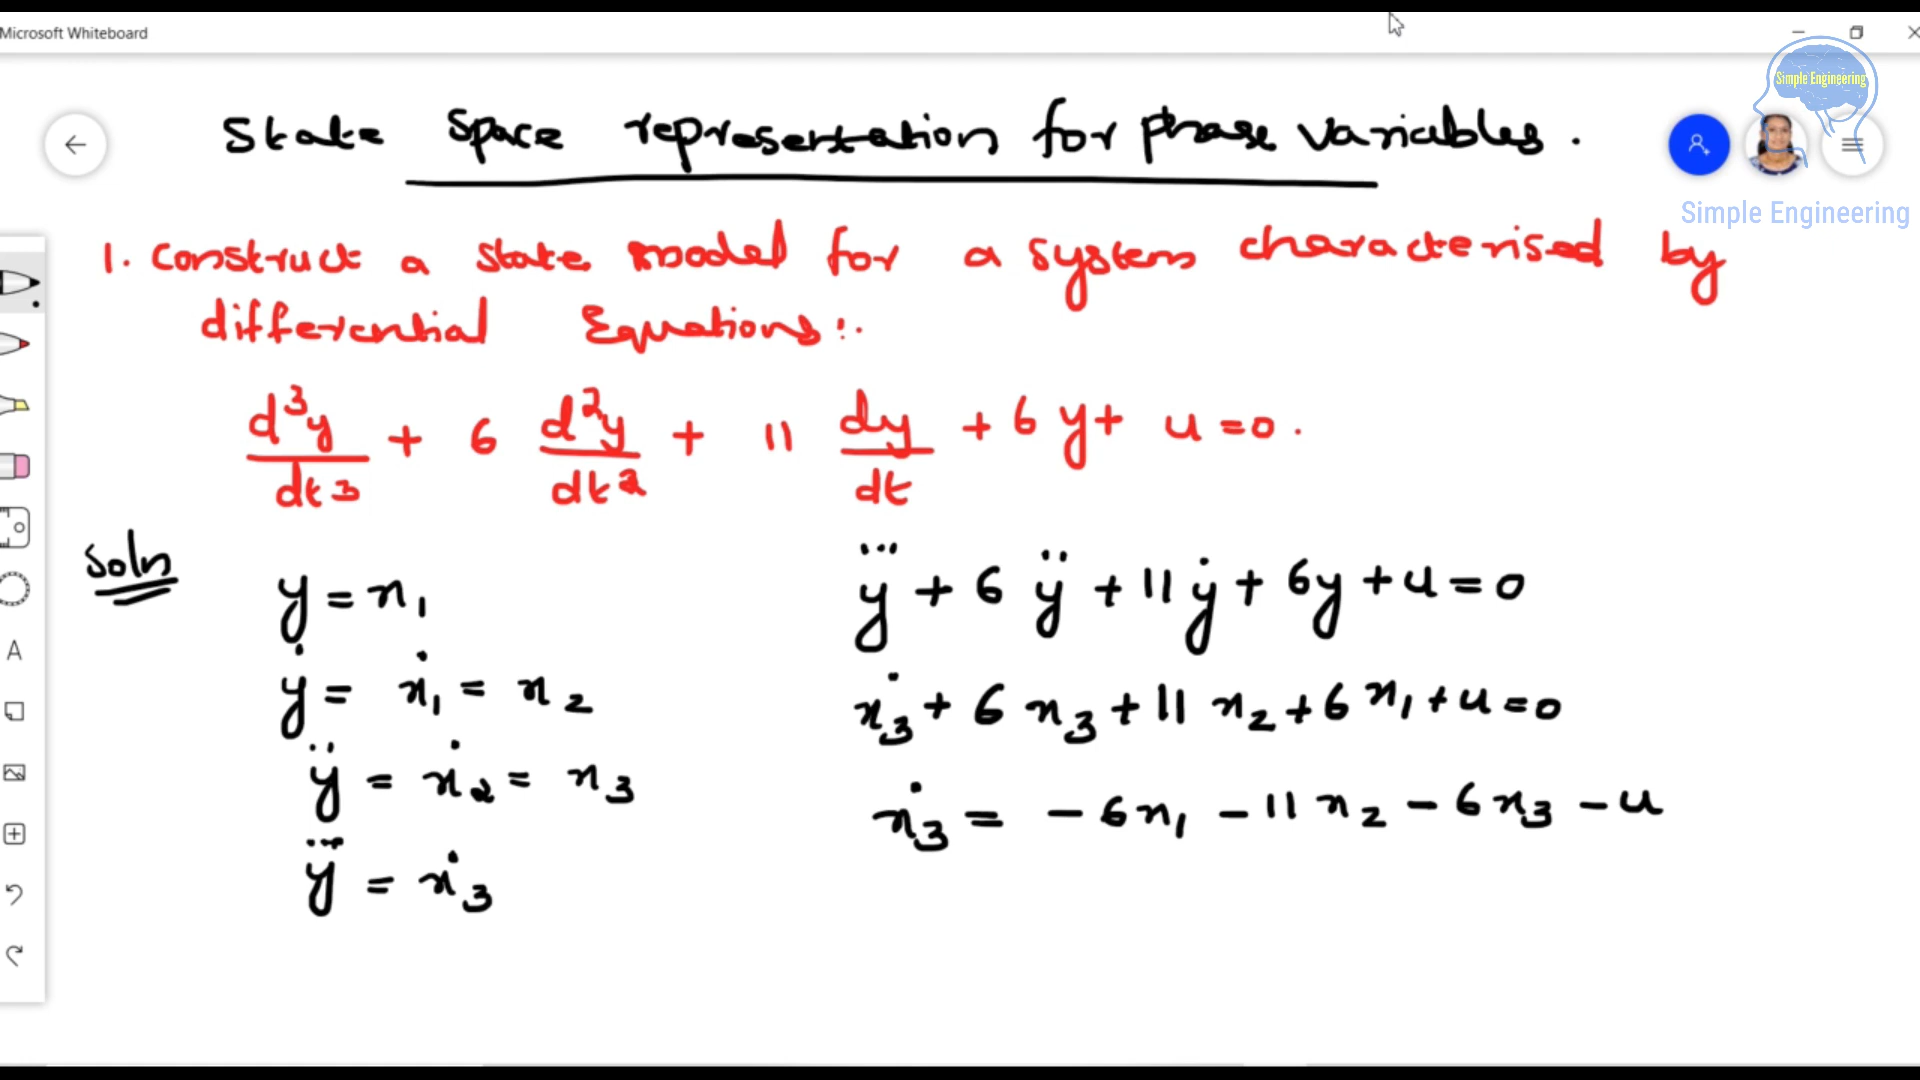 Microsoft Whiteboard
Simple Engineering
State space representation for phase variables.
Simple Engineering
1. Construct a state model for a system characterised by
differential Equations:.
d³y/dt³ + 6 d²y/dt² + 11 dy/dt + 6y + u = 0.
Soln
y = x₁
ẏ = ẋ₁ = x₂
ÿ = ẋ₂ = x₃
y⃛ = ẋ₃
y⃛ + 6ÿ + 11ẏ + 6y + u = 0
ẋ₃ + 6x₃ + 11x₂ + 6x₁ + u = 0
ẋ₃ = -6x₁ - 11x₂ - 6x₃ - u